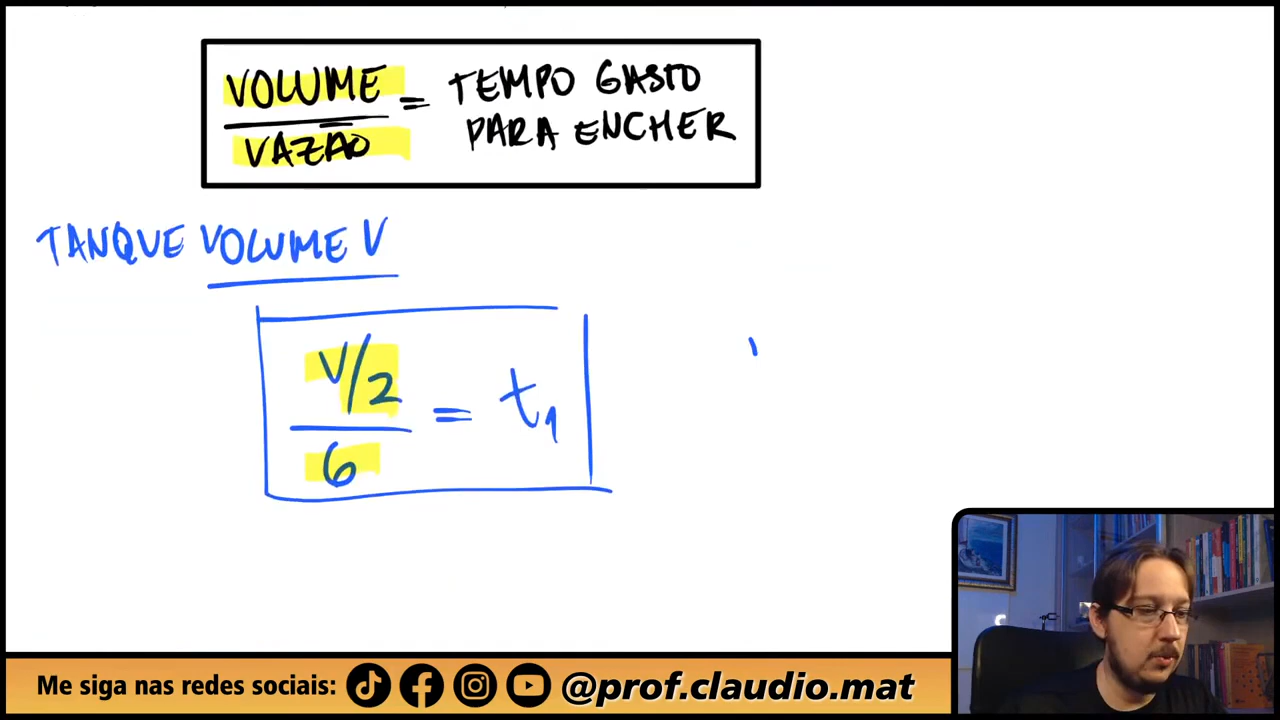 VOLUME
VAZÃO
= TEMPO GASTO
PARA ENCHER
TANQUE VOLUME V
V/2
6
= t₁
Me siga nas redes sociais: @prof.claudio.mat